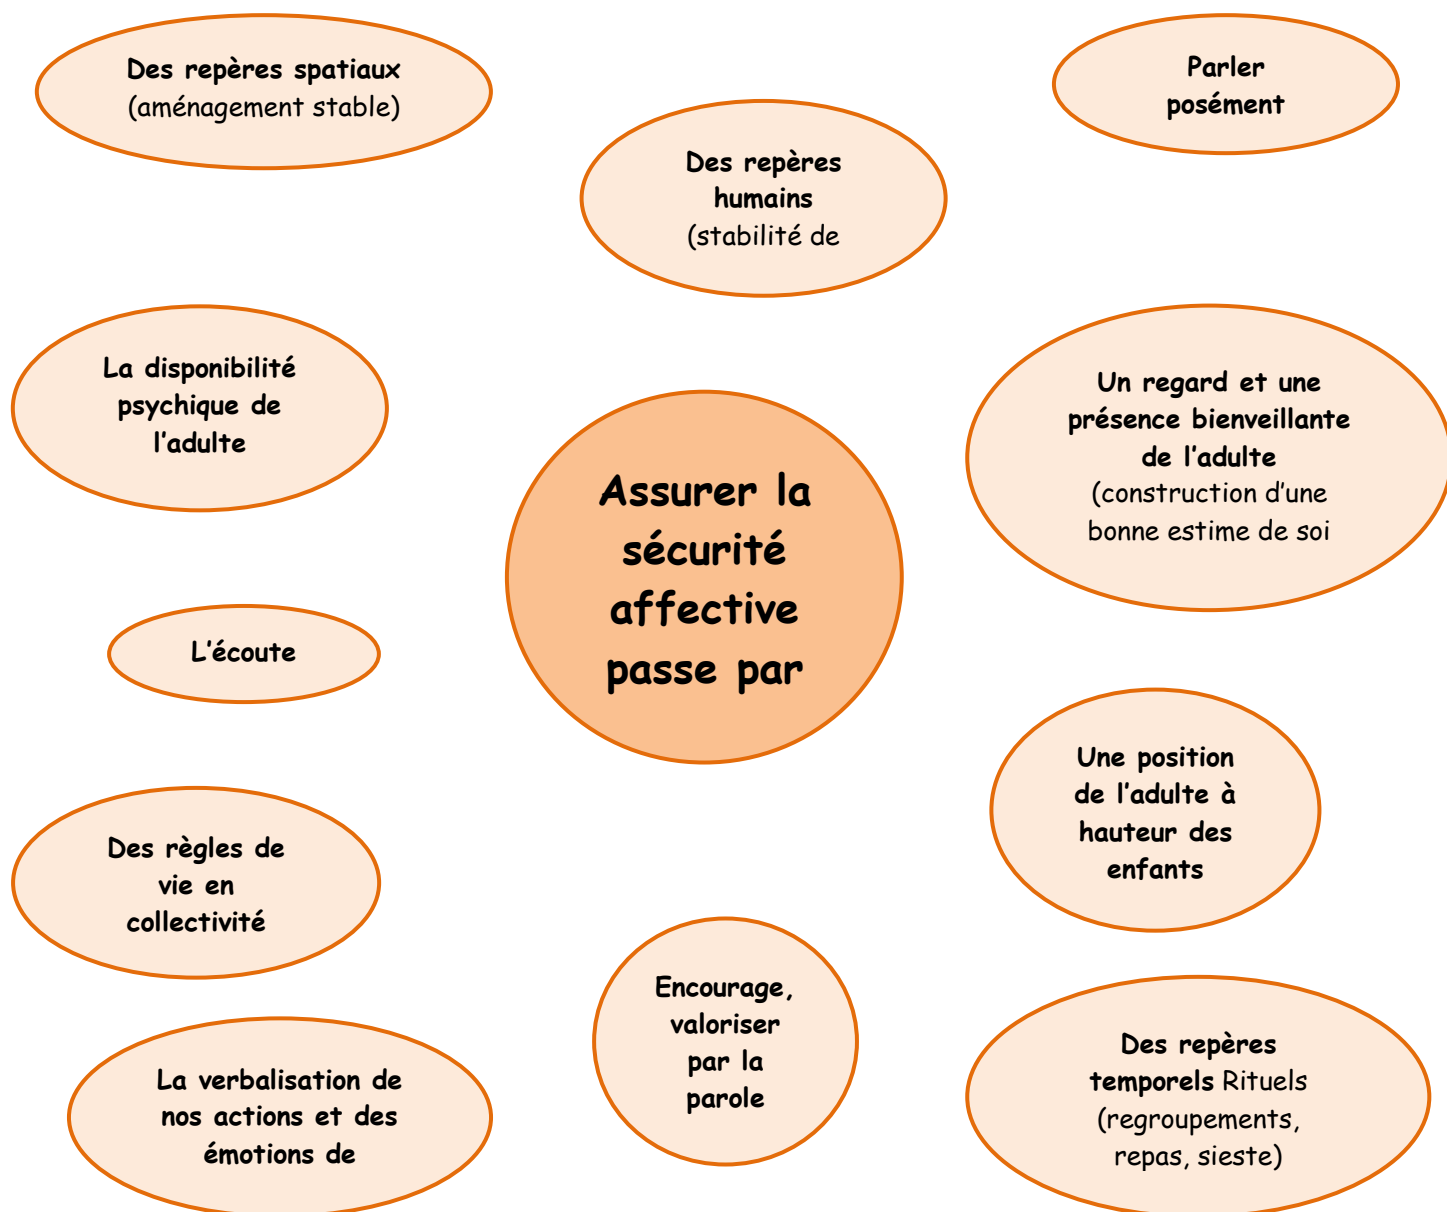 Des repères spatiaux
(aménagement stable)
Parler
posément
Des repères
humains
(stabilité de
La disponibilité
psychique de
l'adulte
Un regard et une
présence bienveillante
de l'adulte
(construction d'une
bonne estime de soi
Assurer la
sécurité
affective
passe par
L'écoute
Une position
de l'adulte à
hauteur des
enfants
Des règles de
vie en
collectivité
Encourage,
valoriser
par la
parole
La verbalisation de
nos actions et des
émotions de
Des repères
temporels Rituels
(regroupements,
repas, sieste)